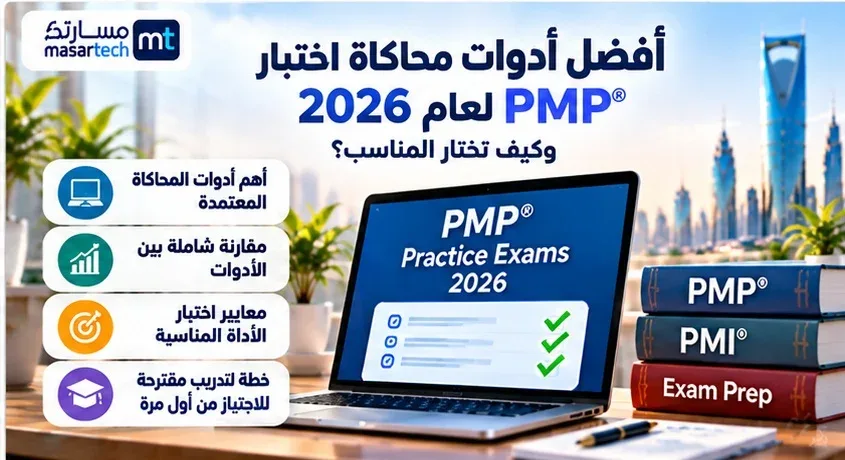 مسارتك
masartech
mt
أفضل أدوات محاكاة اختبار
PMP® لعام 2026
وكيف تختار المناسب؟
أهم أدوات المحاكاة
المعتمدة
مقارنة شاملة بين
الأدوات
معايير اختبار
الأداة المناسية
خطة لتدريب مقترحة
للاجتياز من أول مرة
PMP®
Practice Exams
2026
PMP®
PMI®
Exam Prep